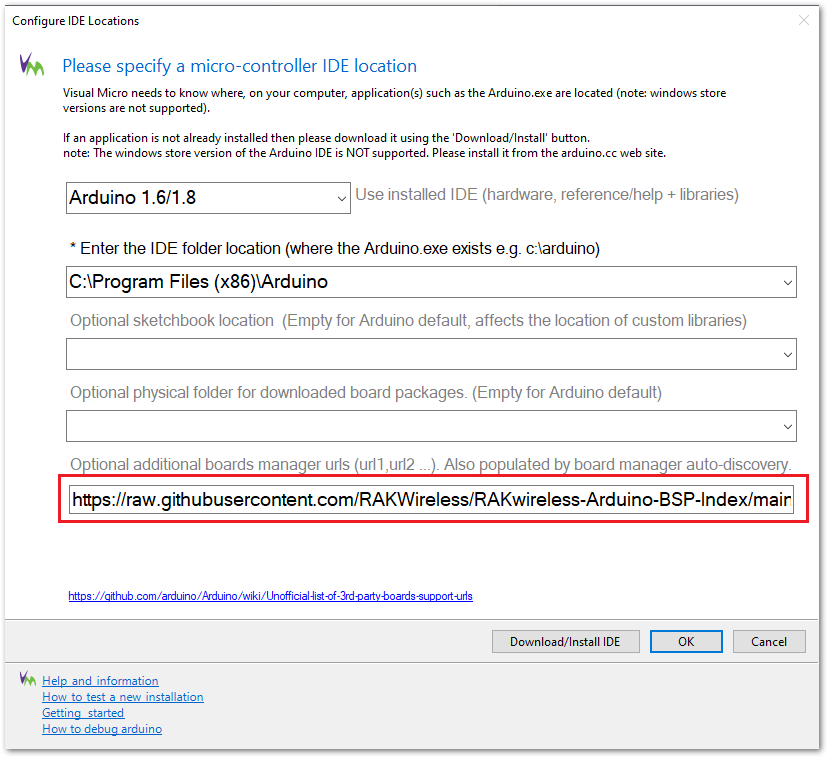 Configure IDE Locations
Please specify a micro-controller IDE location
Visual Micro needs to know where, on your computer, application(s) such as the Arduino.exe are located (note: windows store
versions are not supported).
If an application is not already installed then please download it using the 'Download/Install' button.
note: The windows store version of the Arduino IDE is NOT supported. Please install it from the arduino.cc web site.
Arduino 1.6/1.8
Use installed IDE (hardware, reference/help + libraries)
* Enter the IDE folder location (where the Arduino.exe exists e.g. c:\arduino)
C:\Program Files (x86)\Arduino
Optional sketchbook location  (Empty for Arduino default, affects the location of custom libraries)
Optional physical folder for downloaded board packages. (Empty for Arduino default)
Optional additional boards manager urls (url1,url2 ...). Also populated by board manager auto-discovery.
https://raw.githubusercontent.com/RAKWireless/RAKwireless-Arduino-BSP-Index/main
https://github.com/arduino/Arduino/wiki/Unofficial-list-of-3rd-party-boards-support-urls
Download/Install IDE
OK
Cancel
Help and information
How to test a new installation
Getting started
How to debug arduino